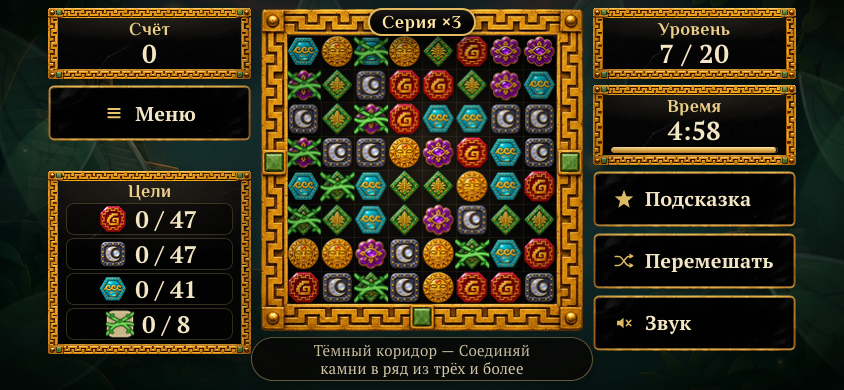 Счёт
0
≡ Меню
Цели
0 / 47
0 / 47
0 / 41
0 / 8
Серия ×3
Тёмный коридор — Соединяй
камни в ряд из трёх и более
Уровень
7 / 20
Время
4:58
Подсказка
Перемешать
Звук